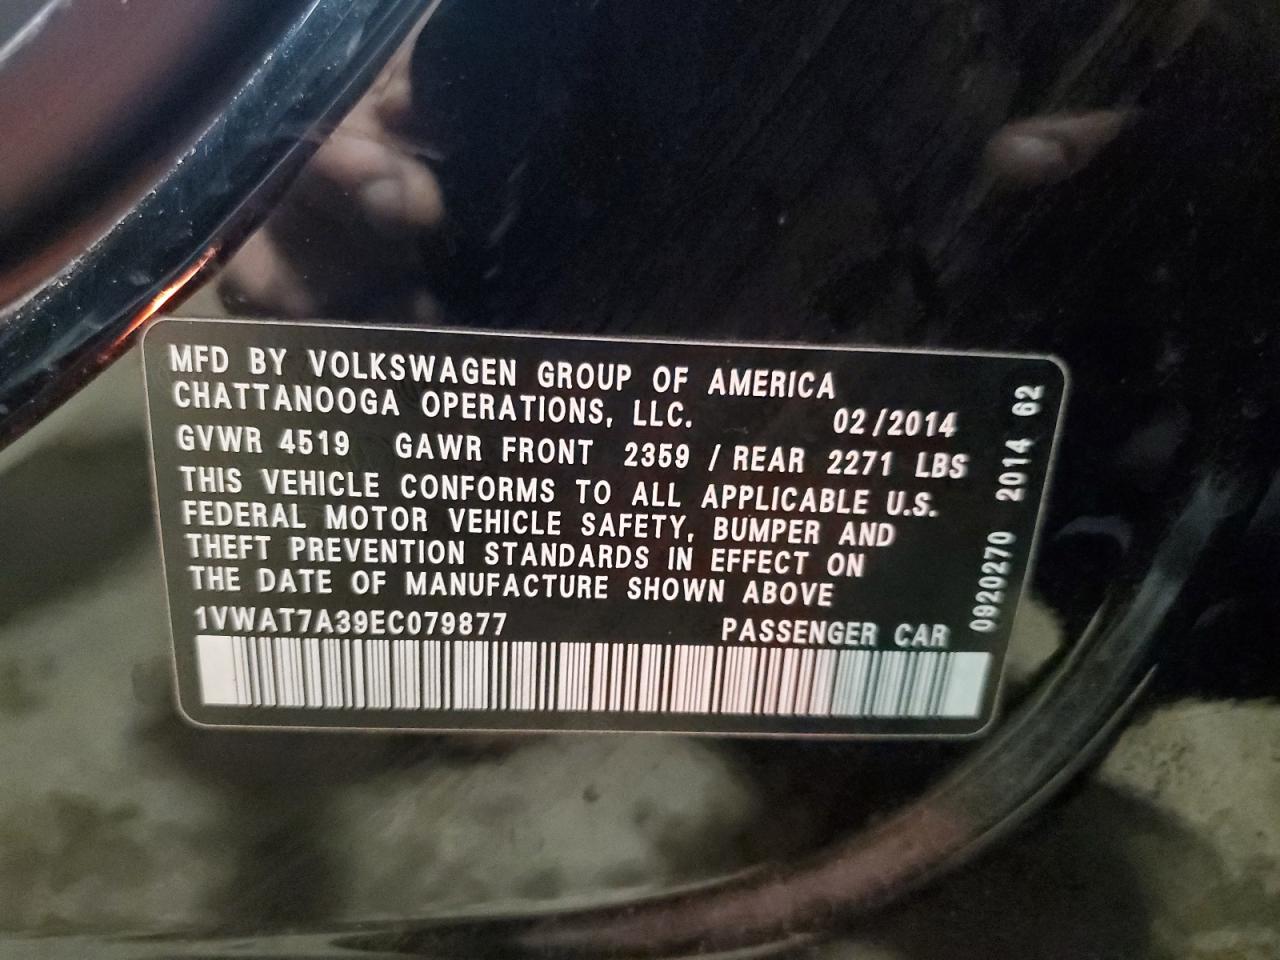 MFD BY VOLKSWAGEN GROUP OF AMERICA
CHATTANOOGA OPERATIONS, LLC. 02/2014
GVWR 4519 GAWR FRONT 2359 / REAR 2271 LBS
THIS VEHICLE CONFORMS TO ALL APPLICABLE U.S.
FEDERAL MOTOR VEHICLE SAFETY, BUMPER AND
THEFT PREVENTION STANDARDS IN EFFECT ON
THE DATE OF MANUFACTURE SHOWN ABOVE
1VWAT7A39EC079877 PASSENGER CAR
0920270 2014 62